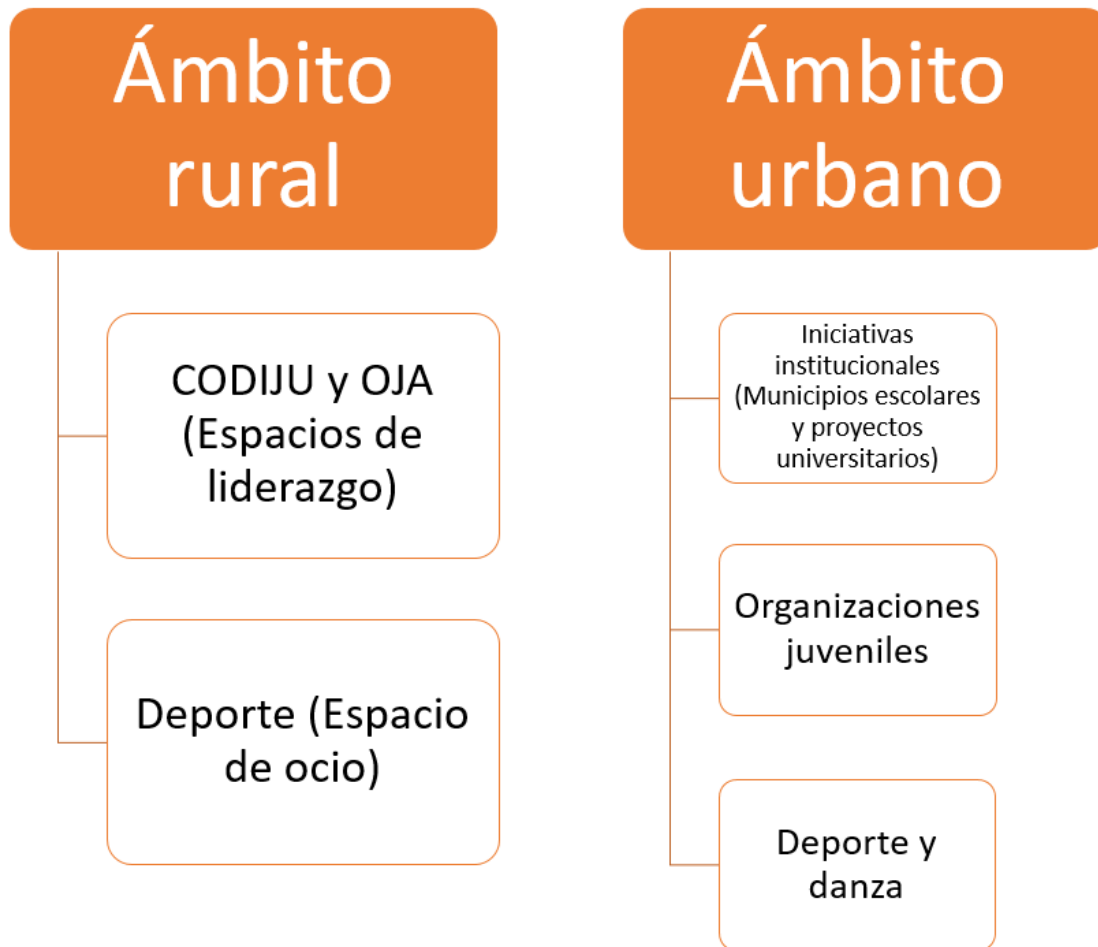 Ámbito
rural
CODIJU y OJA
(Espacios de
liderazgo)
Deporte (Espacio
de ocio)
Ámbito
urbano
Iniciativas
institucionales
(Municipios escolares
y proyectos
universitarios)
Organizaciones
juveniles
Deporte y
danza